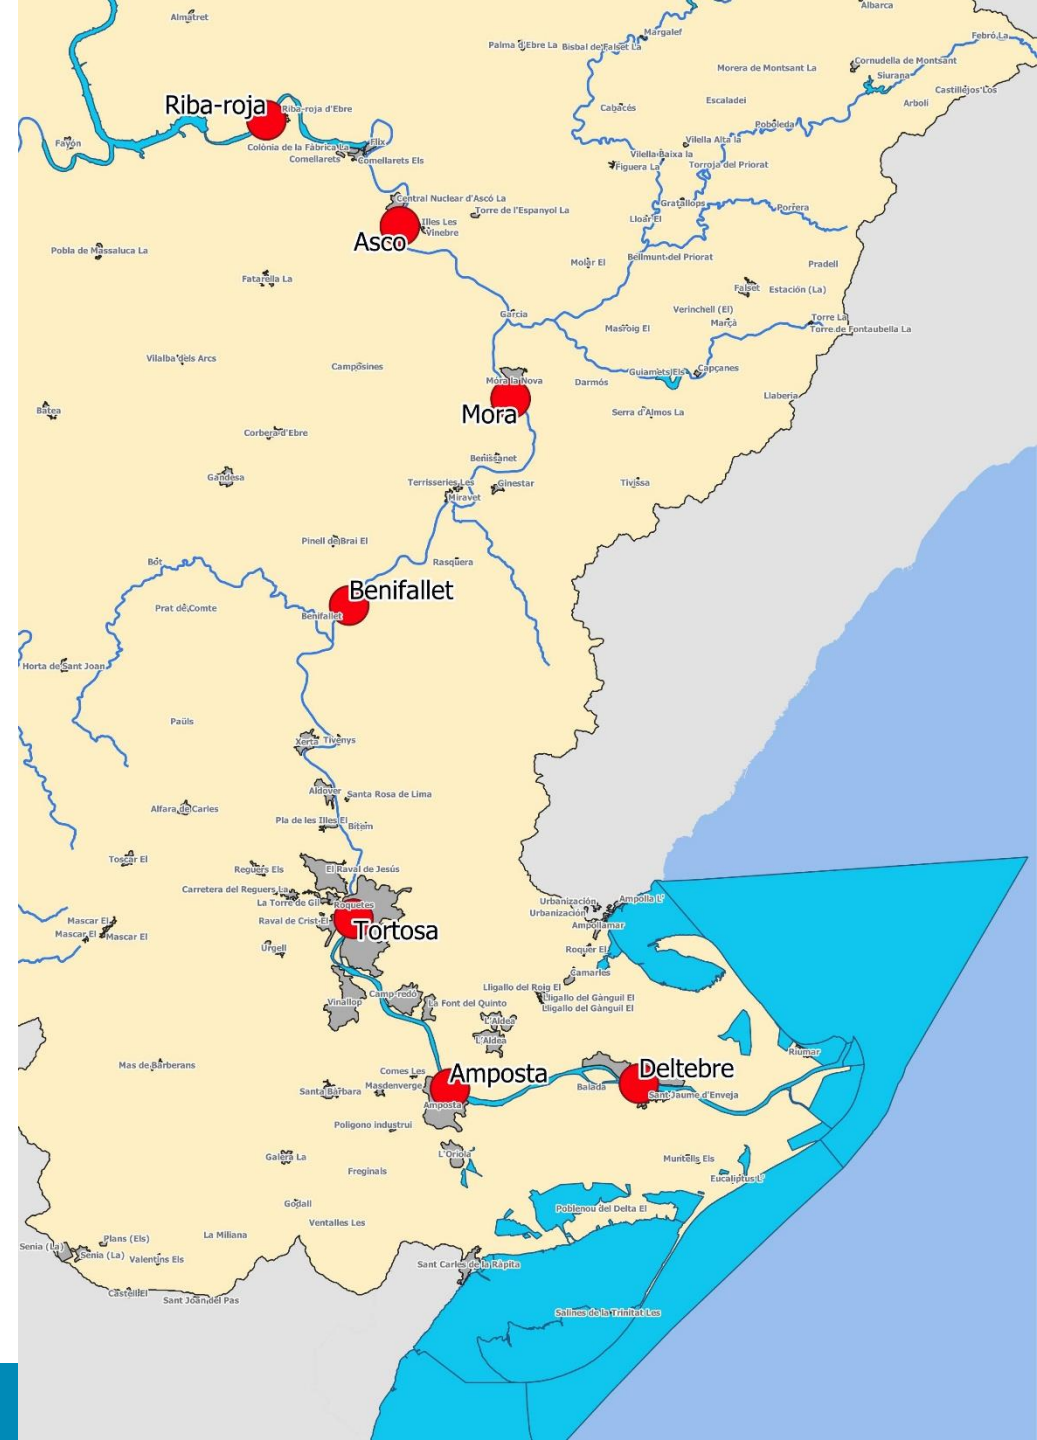 Almatret
Albarca
Margalef
Febró La
Palma d'Ebre La
Bisbal de Falset La
Cornudella de Montsant
Morera de Montsant La
Siurana
Castillejos Los
Riba-roja
Riba-roja d'Ebre
Cabacés
Escaladei
Arbolí
Poboleda
Fayón
Flix
Colònia de la Fàbrica La
Comellarets
Comellarets Els
Vilella Alta la
Vilella Baixa la
Figuera La
Torroja del Priorat
Central Nuclear d'Ascó La
Torre de l'Espanyol La
Gratallops
Porrera
Illes Les
Vinebre
Lloar El
Asco
Pobla de Massaluca La
Bellmunt del Priorat
Molar El
Pradell
Fatarella La
Falset
Estación (La)
Garcia
Verinchell (El)
Marçà
Torre La
Masroig El
Torre de Fontaubella La
Vilalba dels Arcs
Camposines
Guiamets Els
Capçanes
Móra la Nova
Darmós
Llaberia
Batea
Mora
Serra d'Almos La
Corbera d'Ebre
Benissanet
Gandesa
Terrisseries Les
Ginestar
Tivissa
Miravet
Pinell de Brai El
Bot
Rasquera
Benifallet
Prat de Comte
Benifallet
Horta de Sant Joan
Paüls
Xerta
Tivenys
Aldover
Santa Rosa de Lima
Alfara de Carles
Pla de les Illes El
Bítem
Toscar El
Reguers Els
El Raval de Jesús
Carretera del Reguers La
La Torre de Gil
Roquetes
Urbanización
Ampolla L'
Urbanización
Mascar El
Raval de Crist El
Ampollamar
Mascar El
Mascar El
Tortosa
Urgell
Roquer El
Camarles
Lligallo del Roig El
Camp-redó
Lligallo del Gànguil El
Vinallop
La Font del Quinto
Lligallo del Gànguil El
L'Aldea
L'Aldea
Riumar
Mas de Barberans
Comes Les
Amposta
Deltebre
Santa Bàrbara
Masdenverge
Balada
Sant Jaume d'Enveja
Amposta
Poligono industrui
L'Oriola
Galera La
Muntells Els
Freginals
Eucaliptus L'
Godall
Poblenou del Delta El
Ventalles Les
La Miliana
Plans (Els)
Senia (La)
Senia (La)
Valentins Els
Sant Carles de la Ràpita
Castell El
Sant Joan del Pas
Salines de la Trinitat Les